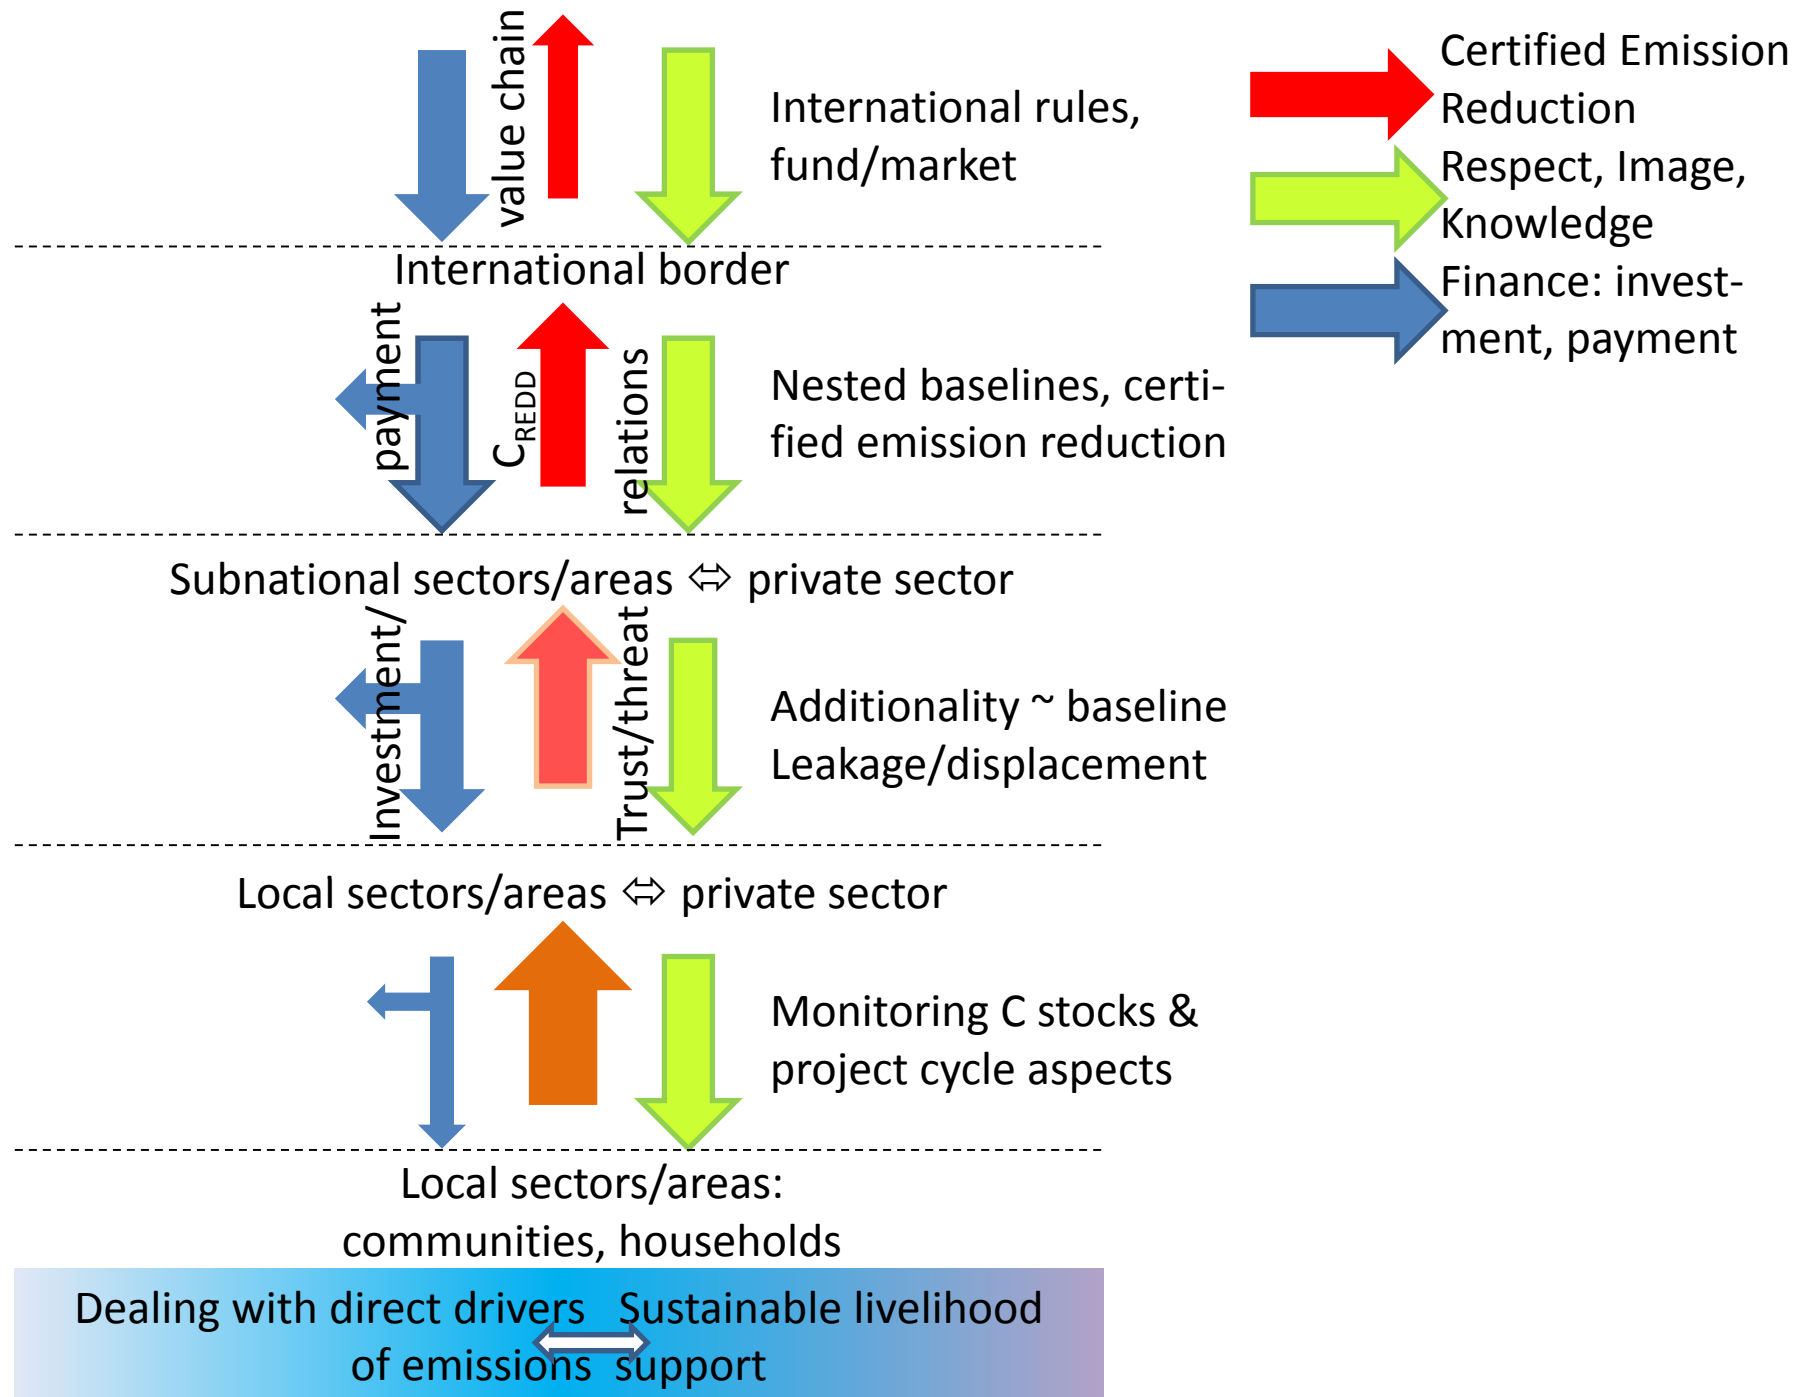 value chain
International rules,
fund/market
Certified Emission
Reduction
Respect, Image,
Knowledge
Finance: invest-
ment, payment
International border
payment
CREDD
relations
Nested baselines, certi-
fied emission reduction
Subnational sectors/areas ⇔ private sector
Investment/
Trust/threat
Additionality ~ baseline
Leakage/displacement
Local sectors/areas ⇔ private sector
Monitoring C stocks &
project cycle aspects
Local sectors/areas:
communities, households
Dealing with direct drivers
of emissions
Sustainable livelihood
support